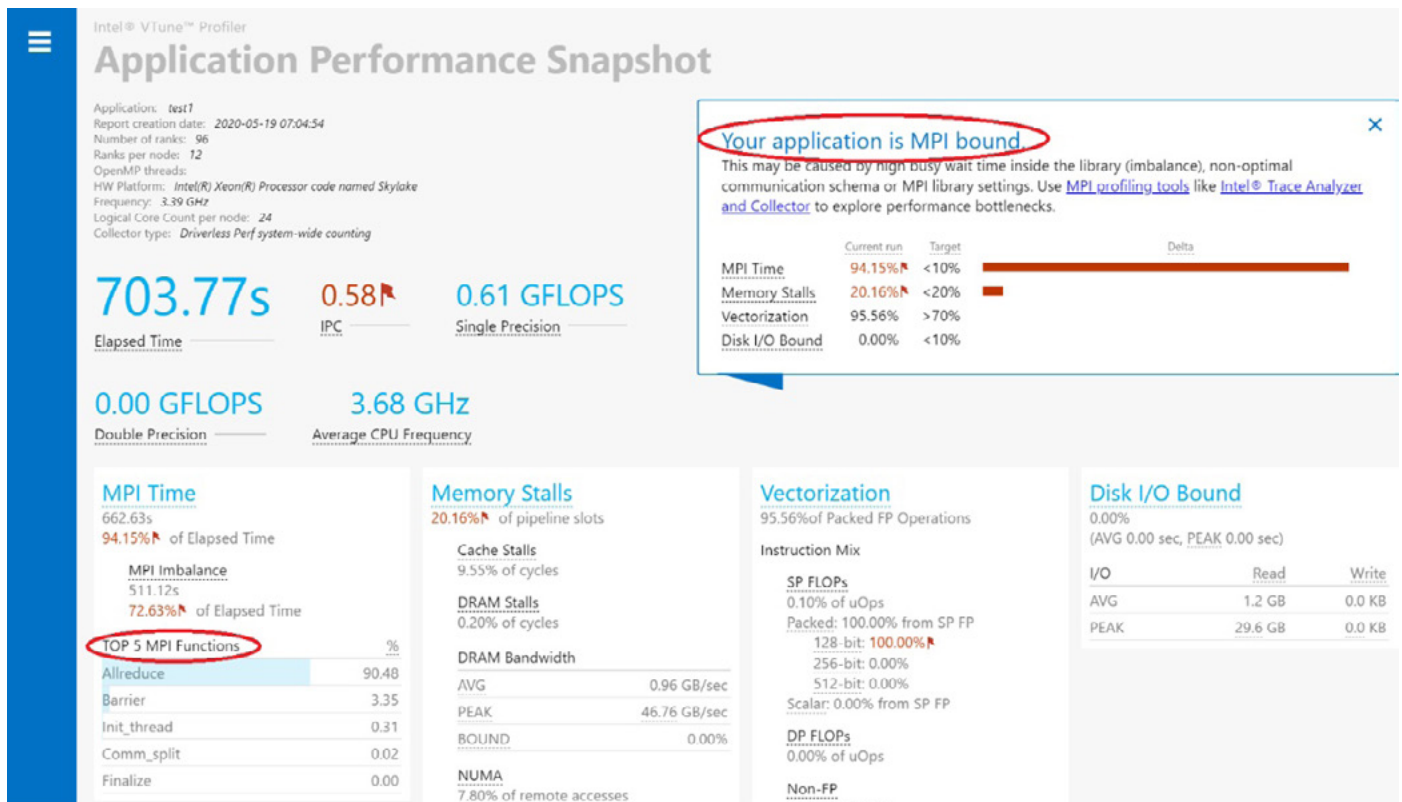 Intel® VTune™ Profiler
Application Performance Snapshot
Application: test1
Report creation date: 2020-05-19 07:04:54
Number of ranks: 96
Ranks per node: 12
OpenMP threads:
HW Platform: Intel(R) Xeon(R) Processor code named Skylake
Frequency: 3.39 GHz
Logical Core Count per node: 24
Collector type: Driverless Perf system-wide counting
703.77s
Elapsed Time
0.58
IPC
0.61 GFLOPS
Single Precision
0.00 GFLOPS
Double Precision
3.68 GHz
Average CPU Frequency
Your application is MPI bound.
This may be caused by high busy wait time inside the library (imbalance), non-optimal
communication schema or MPI library settings. Use MPI profiling tools like Intel® Trace Analyzer
and Collector to explore performance bottlenecks.
Current run Target Delta
MPI Time 94.15% <10%
Memory Stalls 20.16% <20%
Vectorization 95.56% >70%
Disk I/O Bound 0.00% <10%
MPI Time
662.63s
94.15% of Elapsed Time
MPI Imbalance
511.12s
72.63% of Elapsed Time
TOP 5 MPI Functions %
Allreduce 90.48
Barrier 3.35
Init_thread 0.31
Comm_split 0.02
Finalize 0.00
Memory Stalls
20.16% of pipeline slots
Cache Stalls
9.55% of cycles
DRAM Stalls
0.20% of cycles
DRAM Bandwidth
AVG 0.96 GB/sec
PEAK 46.76 GB/sec
BOUND 0.00%
NUMA
7.80% of remote accesses
Vectorization
95.56%of Packed FP Operations
Instruction Mix
SP FLOPs
0.10% of uOps
Packed: 100.00% from SP FP
128-bit: 100.00%
256-bit: 0.00%
512-bit: 0.00%
Scalar: 0.00% from SP FP
DP FLOPs
0.00% of uOps
Non-FP
Disk I/O Bound
0.00%
(AVG 0.00 sec, PEAK 0.00 sec)
I/O Read Write
AVG 1.2 GB 0.0 KB
PEAK 29.6 GB 0.0 KB